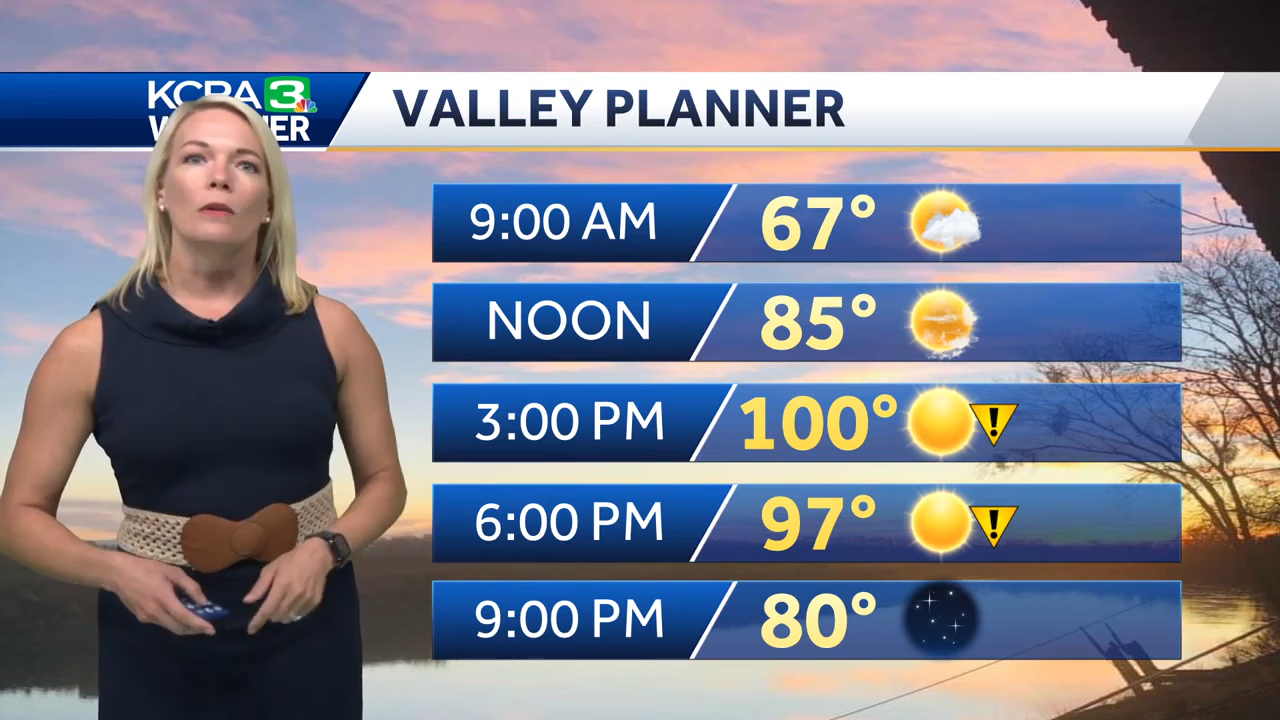 KCRA 3
VALLEY PLANNER
9:00 AM 67°
NOON 85°
3:00 PM 100° !
6:00 PM 97° !
9:00 PM 80°